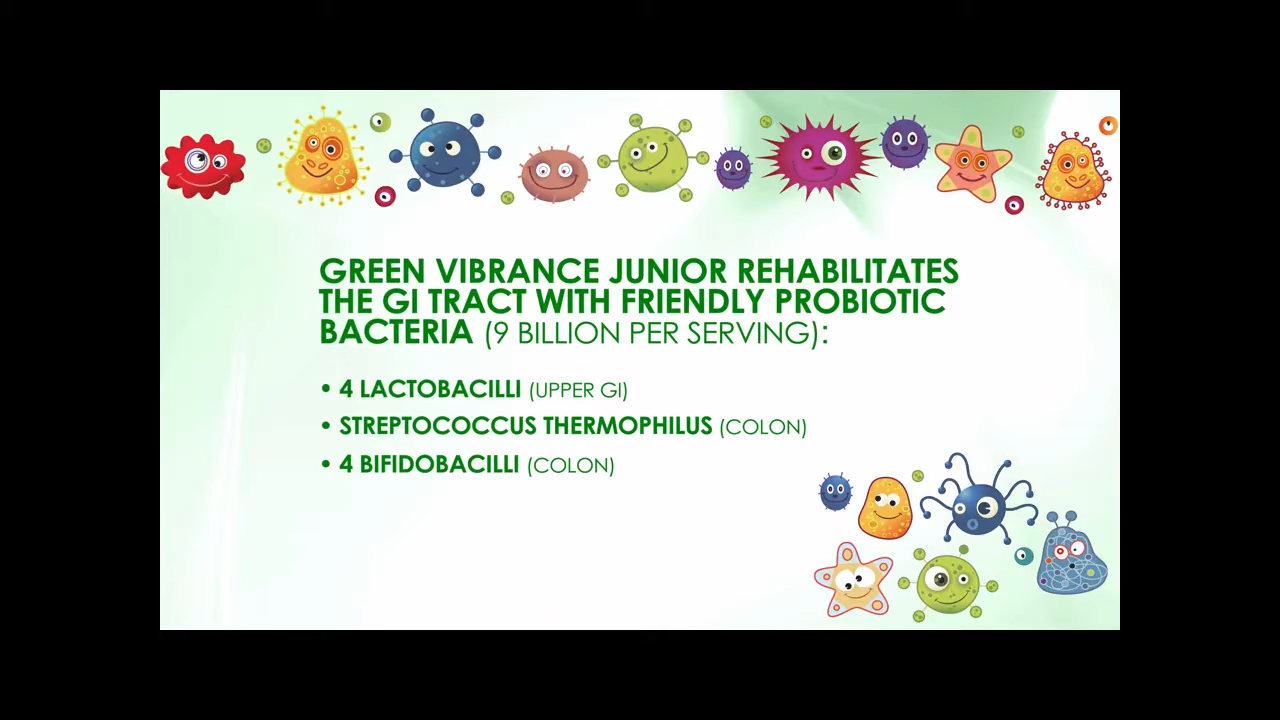 GREEN VIBRANCE JUNIOR REHABILITATES
THE GI TRACT WITH FRIENDLY PROBIOTIC
BACTERIA (9 BILLION PER SERVING):
• 4 LACTOBACILLI (UPPER GI)
• STREPTOCOCCUS THERMOPHILUS (COLON)
• 4 BIFIDOBACILLI (COLON)